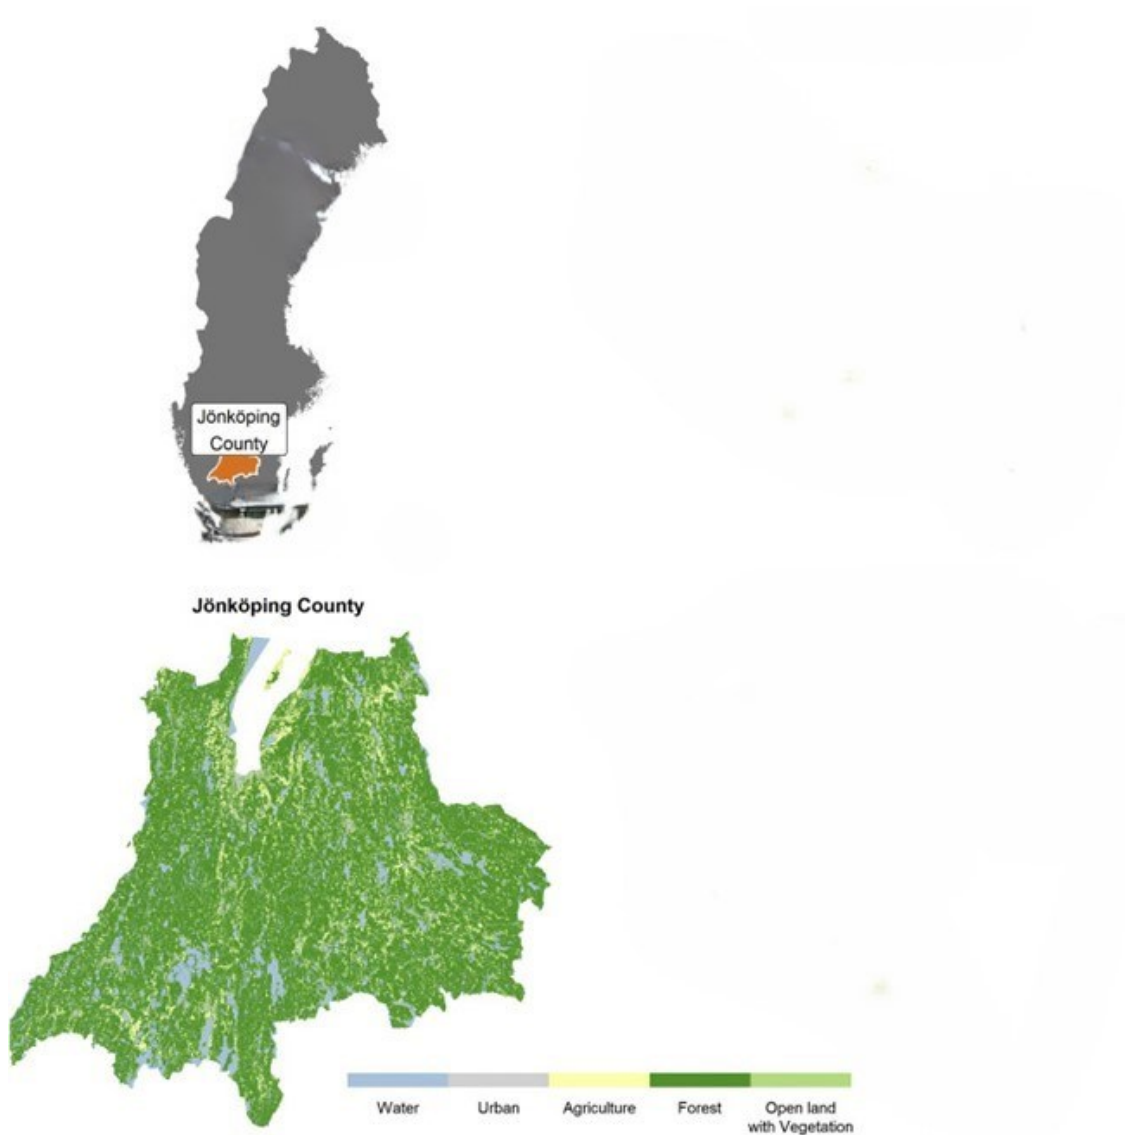 Jönköping
County
Jönköping County
Water
Urban
Agriculture
Forest
Open land
with Vegetation